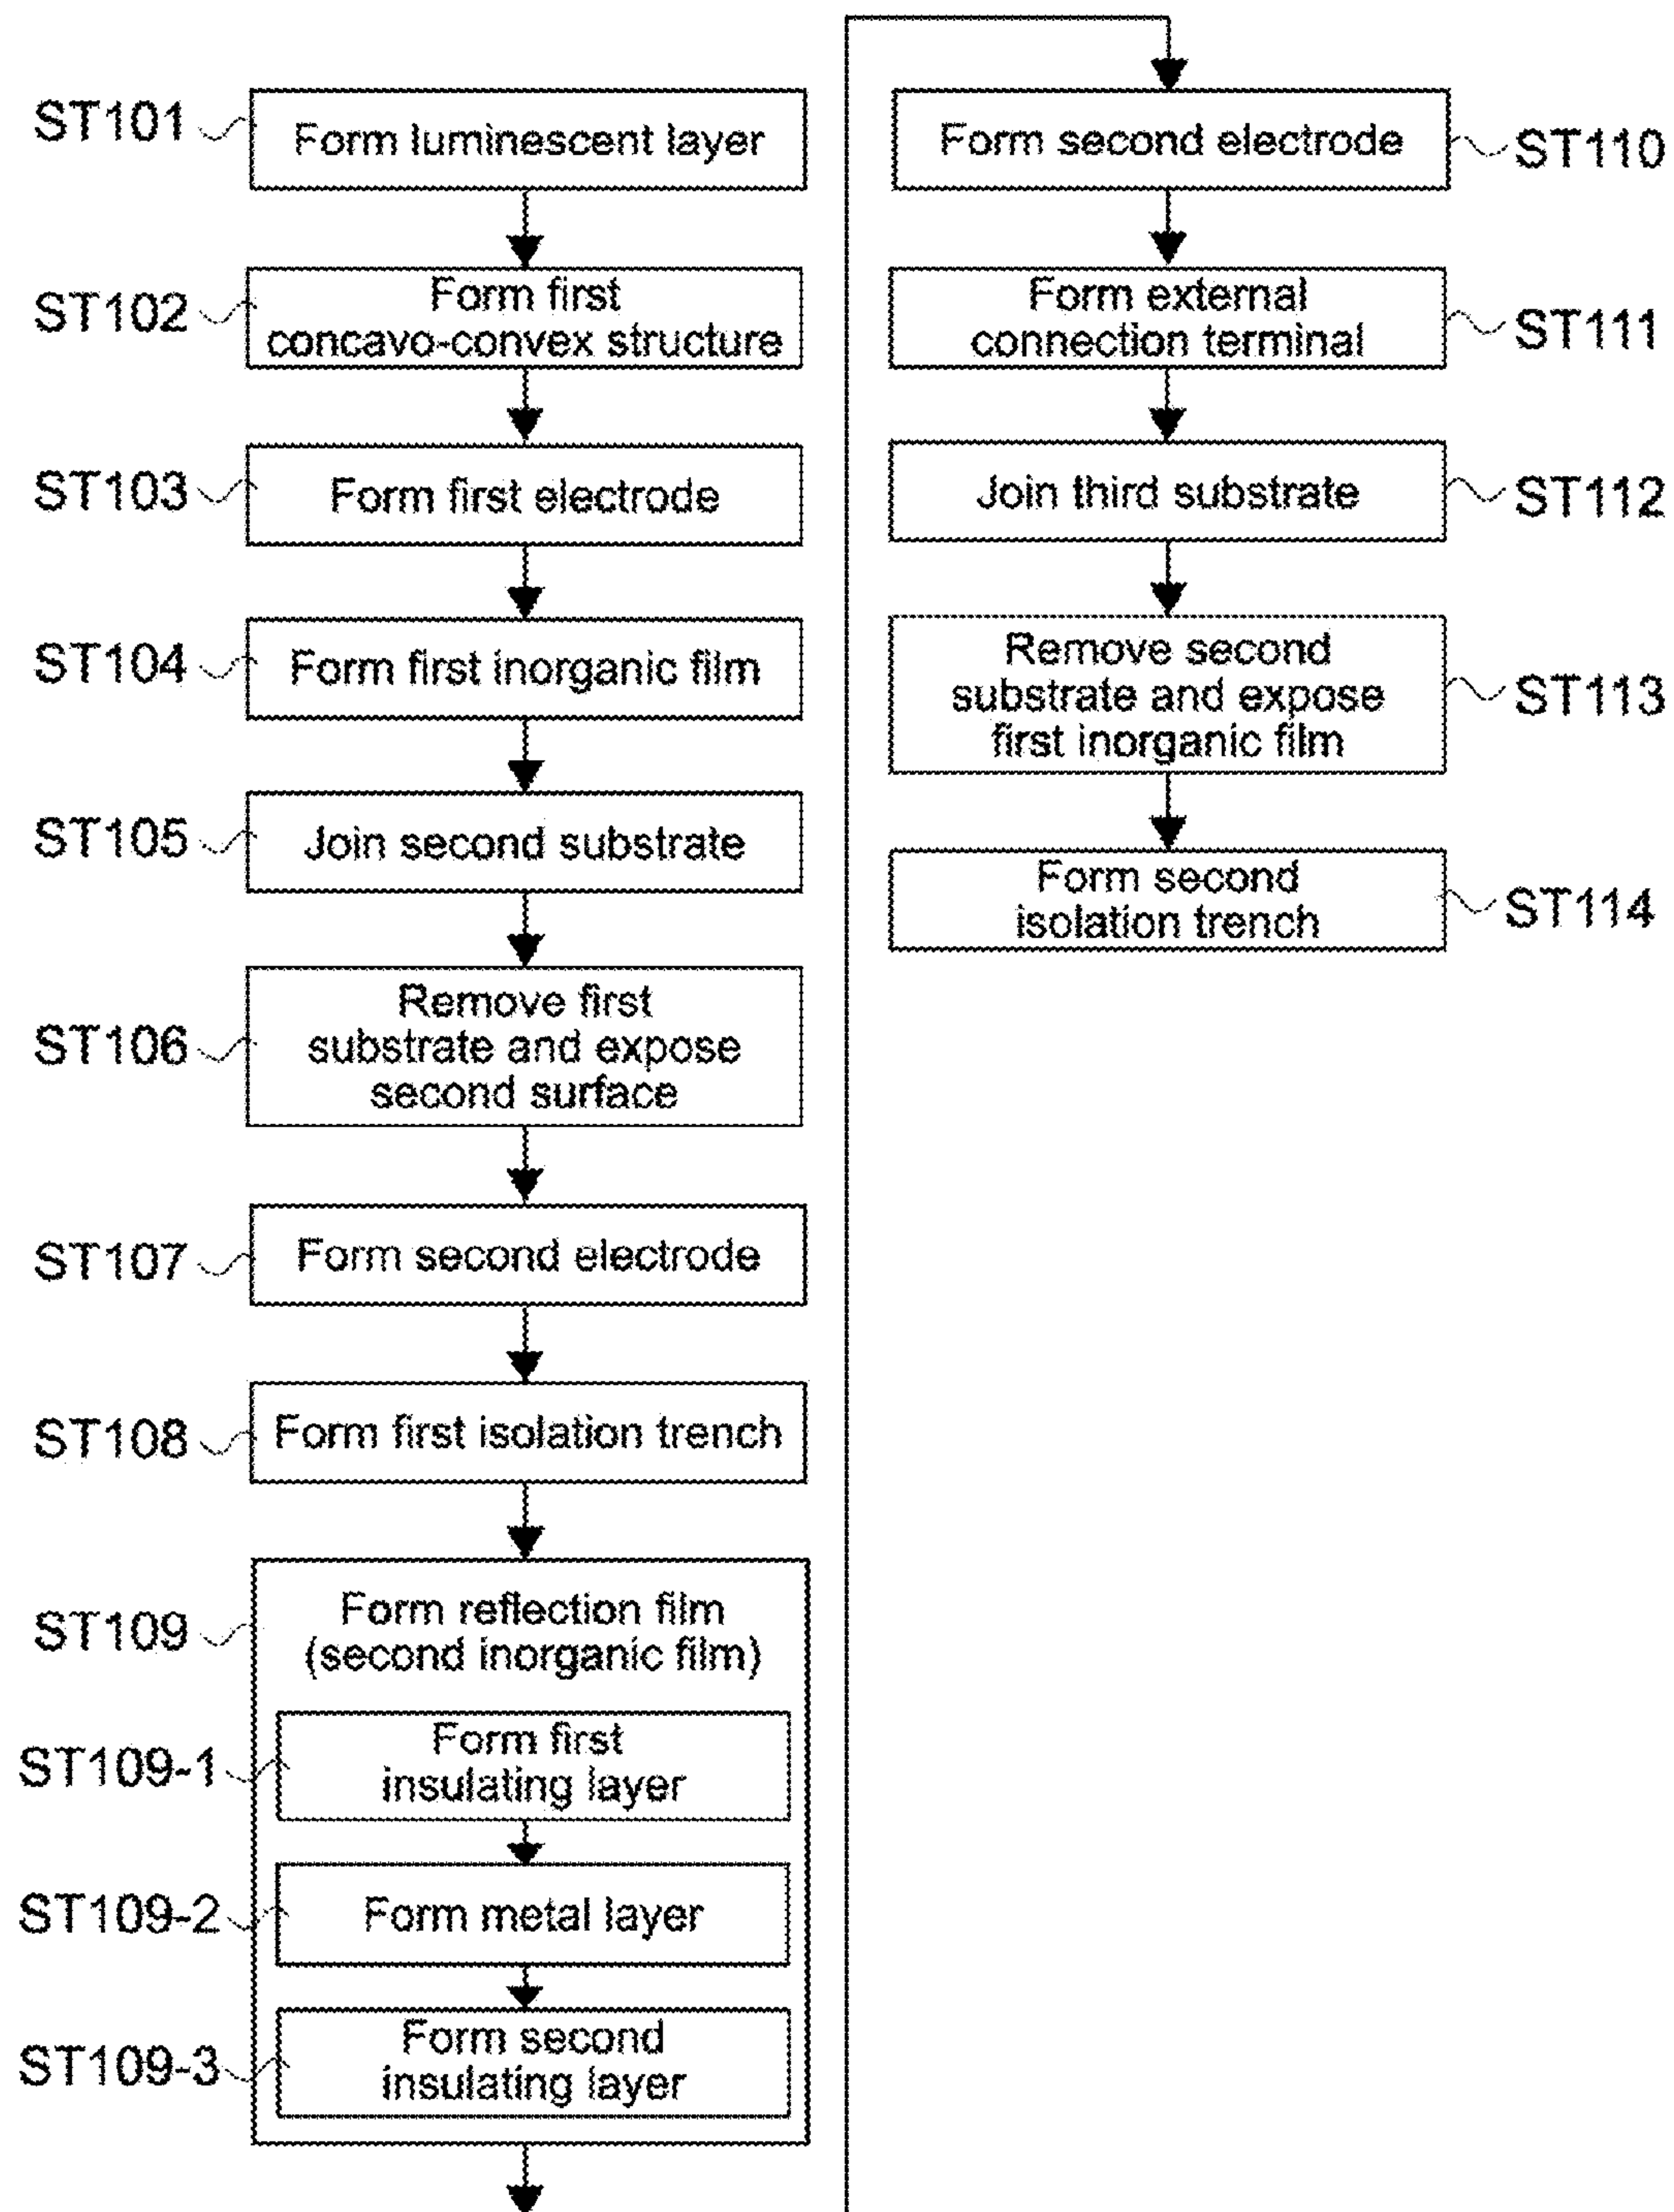 ST101
Form luminescent layer
ST102
Form first
concavo-convex structure
ST103
Form first electrode
ST104
Form first inorganic film
ST105
Join second substrate
ST106
Remove first
substrate and expose
second surface
ST107
Form second electrode
ST108
Form first isolation trench
ST109
Form reflection film
(second inorganic film)
ST109-1
Form first
insulating layer
ST109-2
Form metal layer
ST109-3
Form second
insulating layer
Form second electrode
ST110
Form external
connection terminal
ST111
Join third substrate
ST112
Remove second
substrate and expose
first inorganic film
ST113
Form second
isolation trench
ST114